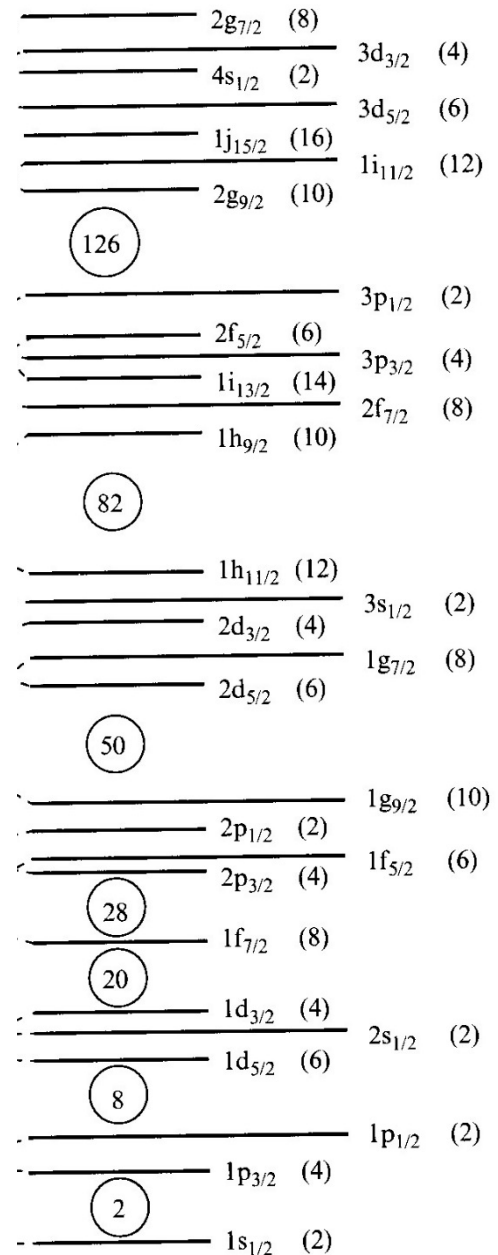 2g7/2 (8)
3d3/2 (4)
4s1/2 (2)
3d5/2 (6)
1j15/2 (16)
1i11/2 (12)
2g9/2 (10)
126
3p1/2 (2)
2f5/2 (6)
3p3/2 (4)
1i13/2 (14)
2f7/2 (8)
1h9/2 (10)
82
1h11/2 (12)
3s1/2 (2)
2d3/2 (4)
1g7/2 (8)
2d5/2 (6)
50
1g9/2 (10)
2p1/2 (2)
1f5/2 (6)
2p3/2 (4)
28
1f7/2 (8)
20
1d3/2 (4)
2s1/2 (2)
1d5/2 (6)
8
1p1/2 (2)
1p3/2 (4)
2
1s1/2 (2)